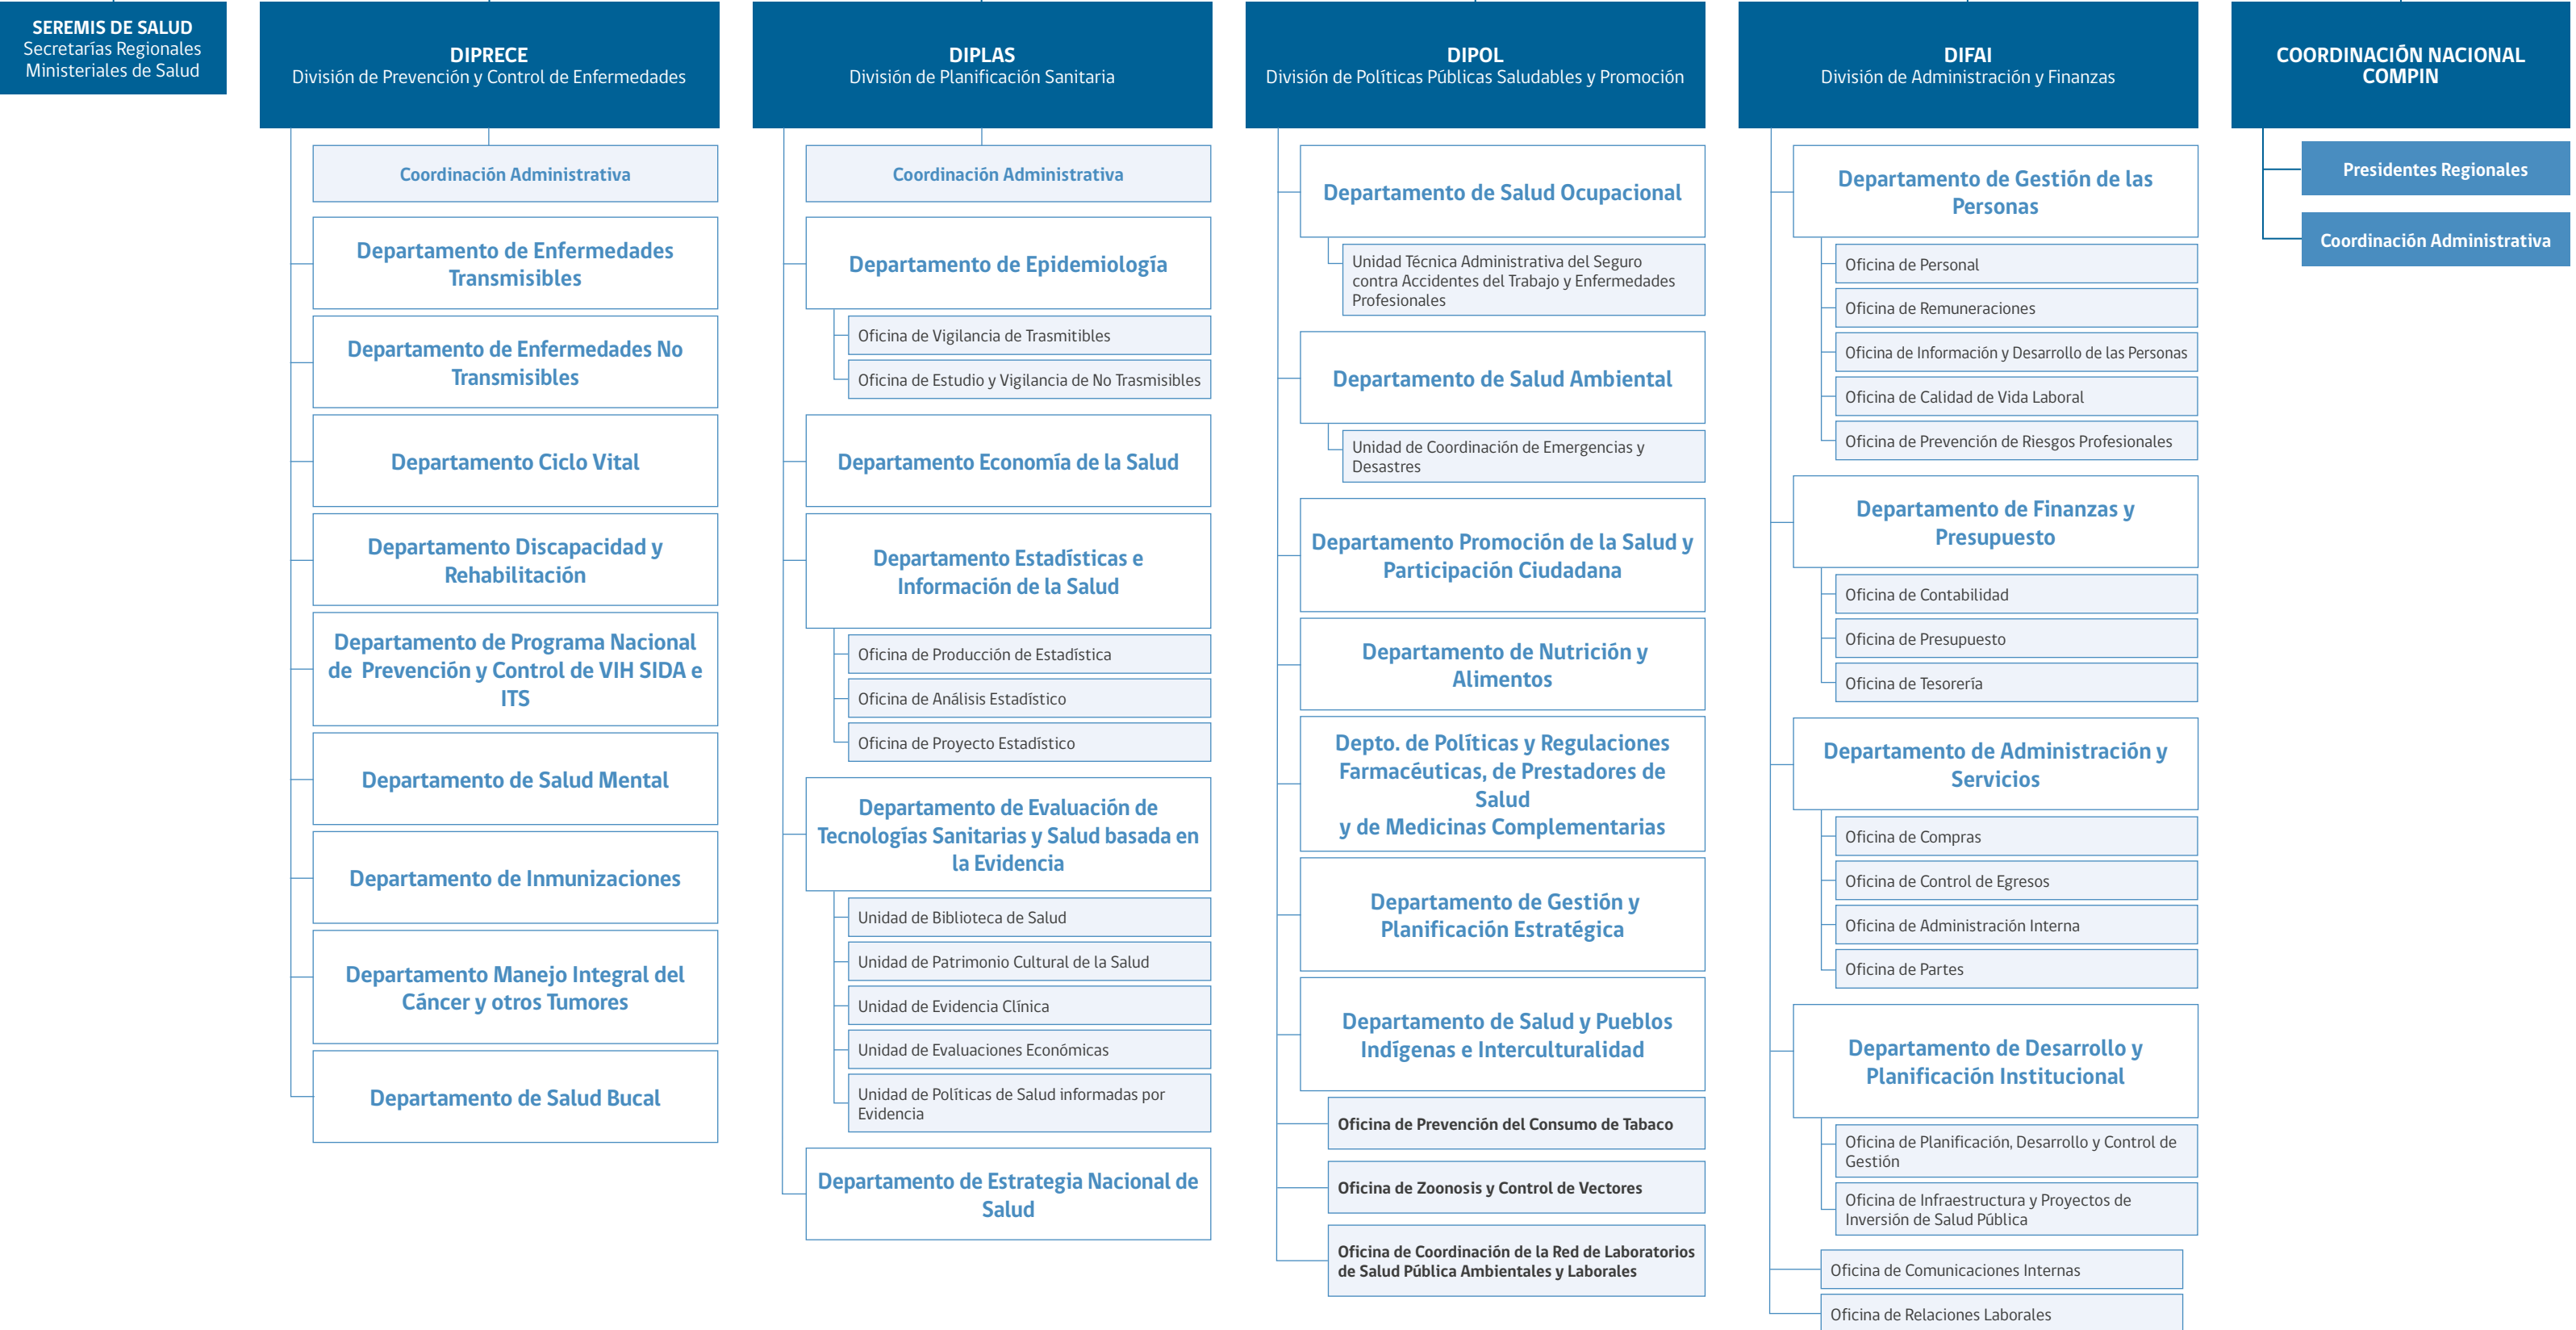 SEREMIS DE SALUD
Secretarías Regionales
Ministeriales de Salud
DIPRECE
División de Prevención y Control de Enfermedades
Coordinación Administrativa
Departamento de Enfermedades
Transmisibles
Departamento de Enfermedades No
Transmisibles
Departamento Ciclo Vital
Departamento Discapacidad y
Rehabilitación
Departamento de Programa Nacional
de Prevención y Control de VIH SIDA e
ITS
Departamento de Salud Mental
Departamento de Inmunizaciones
Departamento Manejo Integral del
Cáncer y otros Tumores
Departamento de Salud Bucal
DIPLAS
División de Planificación Sanitaria
Coordinación Administrativa
Departamento de Epidemiología
Oficina de Vigilancia de Trasmitibles
Oficina de Estudio y Vigilancia de No Trasmisibles
Departamento Economía de la Salud
Departamento Estadísticas e
Información de la Salud
Oficina de Producción de Estadística
Oficina de Análisis Estadístico
Oficina de Proyecto Estadístico
Departamento de Evaluación de
Tecnologías Sanitarias y Salud basada en
la Evidencia
Unidad de Biblioteca de Salud
Unidad de Patrimonio Cultural de la Salud
Unidad de Evidencia Clínica
Unidad de Evaluaciones Económicas
Unidad de Políticas de Salud informadas por
Evidencia
Departamento de Estrategia Nacional de
Salud
DIPOL
División de Políticas Públicas Saludables y Promoción
Departamento de Salud Ocupacional
Unidad Técnica Administrativa del Seguro
contra Accidentes del Trabajo y Enfermedades
Profesionales
Departamento de Salud Ambiental
Unidad de Coordinación de Emergencias y
Desastres
Departamento Promoción de la Salud y
Participación Ciudadana
Departamento de Nutrición y
Alimentos
Depto. de Políticas y Regulaciones
Farmacéuticas, de Prestadores de
Salud
y de Medicinas Complementarias
Departamento de Gestión y
Planificación Estratégica
Departamento de Salud y Pueblos
Indígenas e Interculturalidad
Oficina de Prevención del Consumo de Tabaco
Oficina de Zoonosis y Control de Vectores
Oficina de Coordinación de la Red de Laboratorios
de Salud Pública Ambientales y Laborales
DIFAI
División de Administración y Finanzas
Departamento de Gestión de las
Personas
Oficina de Personal
Oficina de Remuneraciones
Oficina de Información y Desarrollo de las Personas
Oficina de Calidad de Vida Laboral
Oficina de Prevención de Riesgos Profesionales
Departamento de Finanzas y
Presupuesto
Oficina de Contabilidad
Oficina de Presupuesto
Oficina de Tesorería
Departamento de Administración y
Servicios
Oficina de Compras
Oficina de Control de Egresos
Oficina de Administración Interna
Oficina de Partes
Departamento de Desarrollo y
Planificación Institucional
Oficina de Planificación, Desarrollo y Control de
Gestión
Oficina de Infraestructura y Proyectos de
Inversión de Salud Pública
Oficina de Comunicaciones Internas
Oficina de Relaciones Laborales
COORDINACIÓN NACIONAL
COMPIN
Presidentes Regionales
Coordinación Administrativa